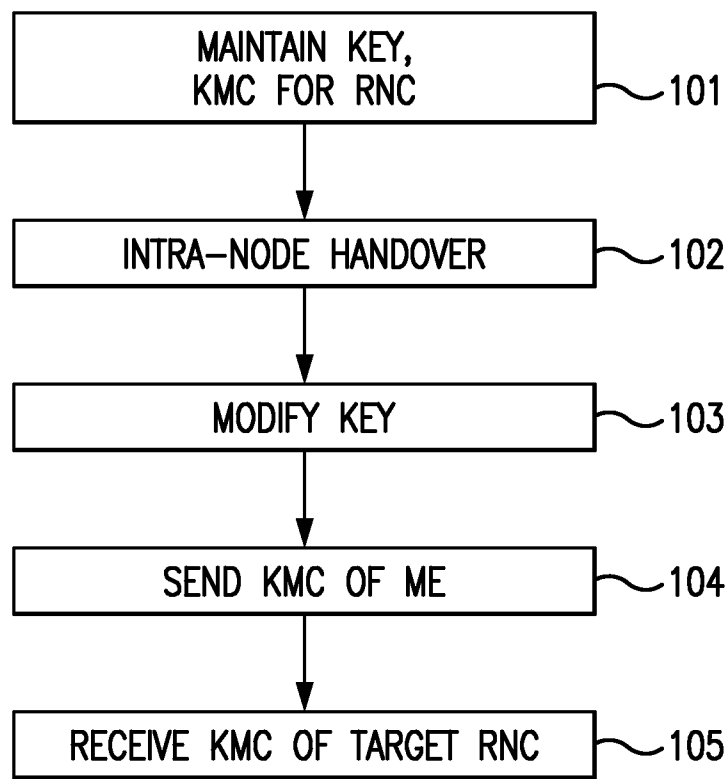 MAINTAIN KEY,
KMC FOR RNC
101
INTRA-NODE HANDOVER
102
MODIFY KEY
103
SEND KMC OF ME
104
RECEIVE KMC OF TARGET RNC
105